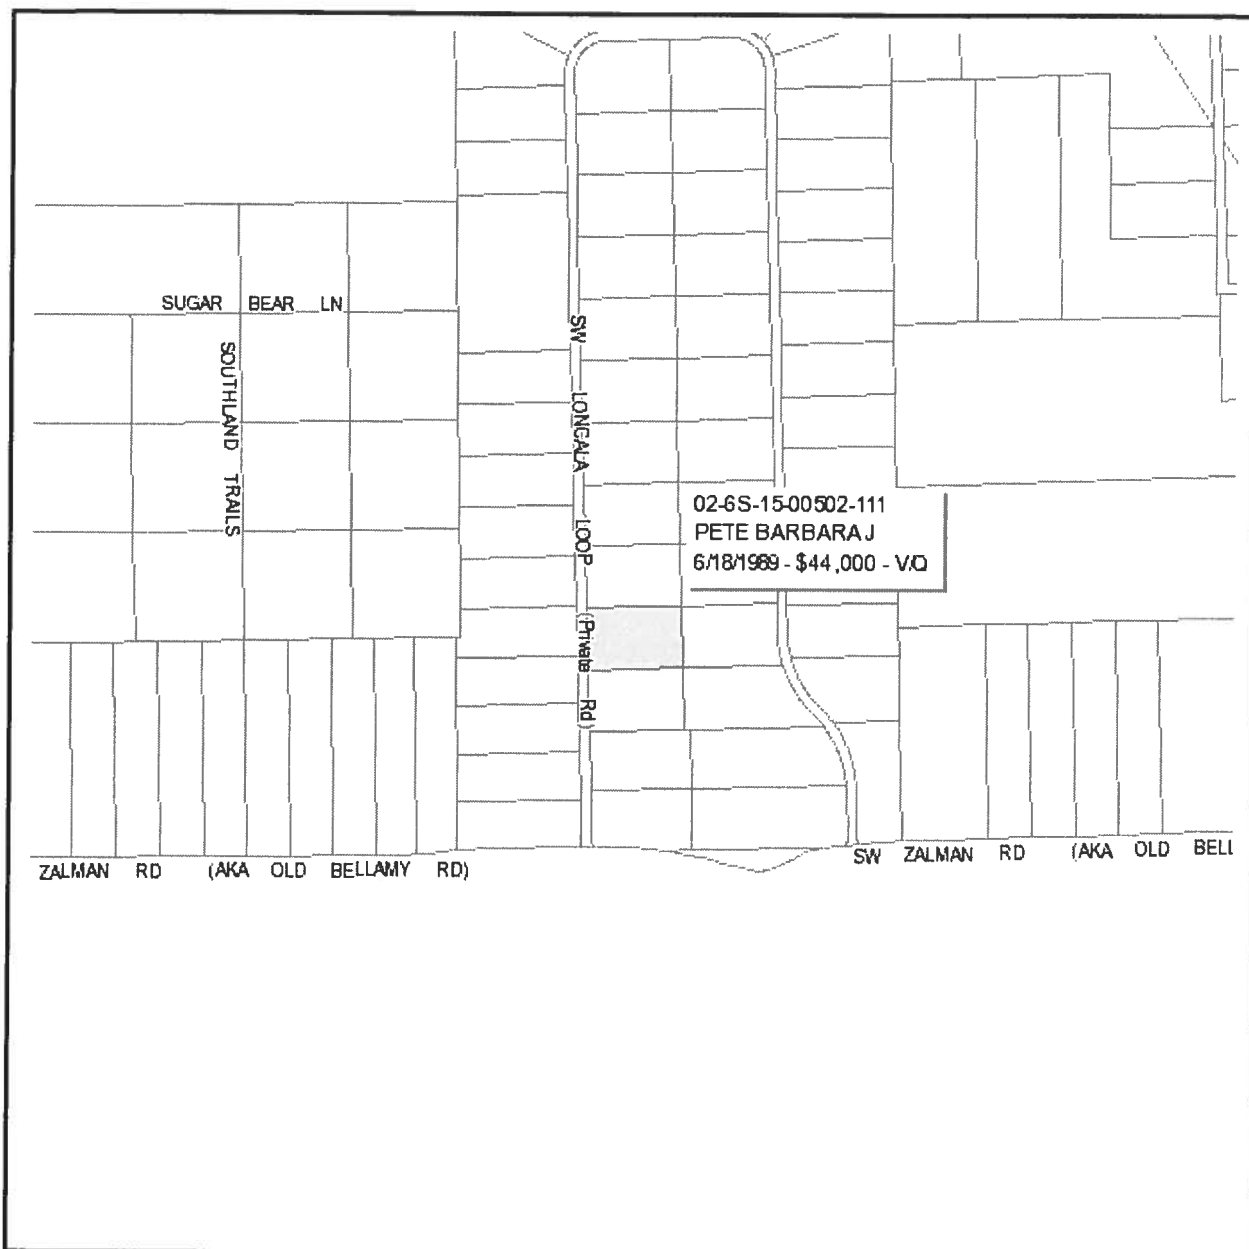 SUGAR BEAR LN
SOUTHLAND TRAILS
SW LONGALA LOOP (Private Rd)
02-6S-15-00502-111
PETE BARBARA J
6/18/1989 - $44,000 - V/Q
ZALMAN RD (AKA OLD BELLAMY RD)
SW ZALMAN RD (AKA OLD BELL